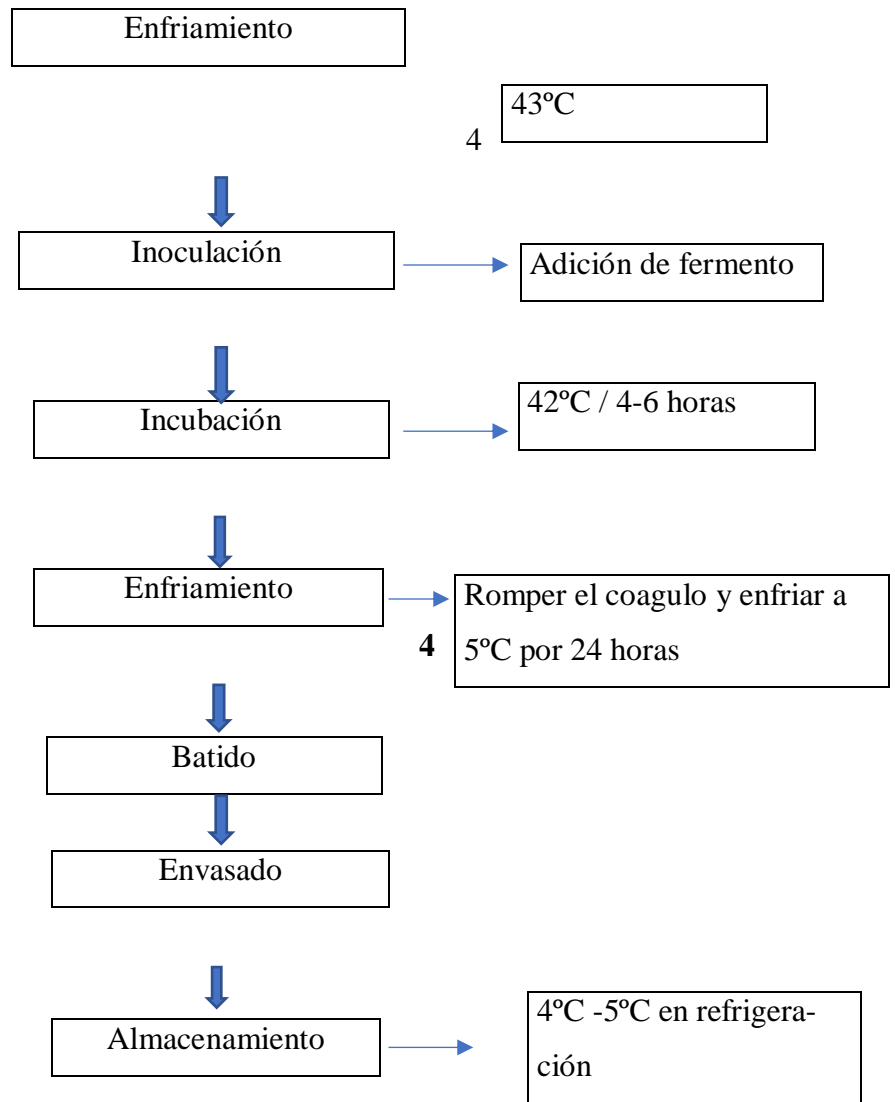 Enfriamiento
43ºC
4
Inoculación
Adición de fermento
Incubación
42ºC / 4-6 horas
Enfriamiento
Romper el coagulo y enfriar a
4
5ºC por 24 horas
Batido
Envasado
Almacenamiento
4ºC -5ºC en refrigera-
ción